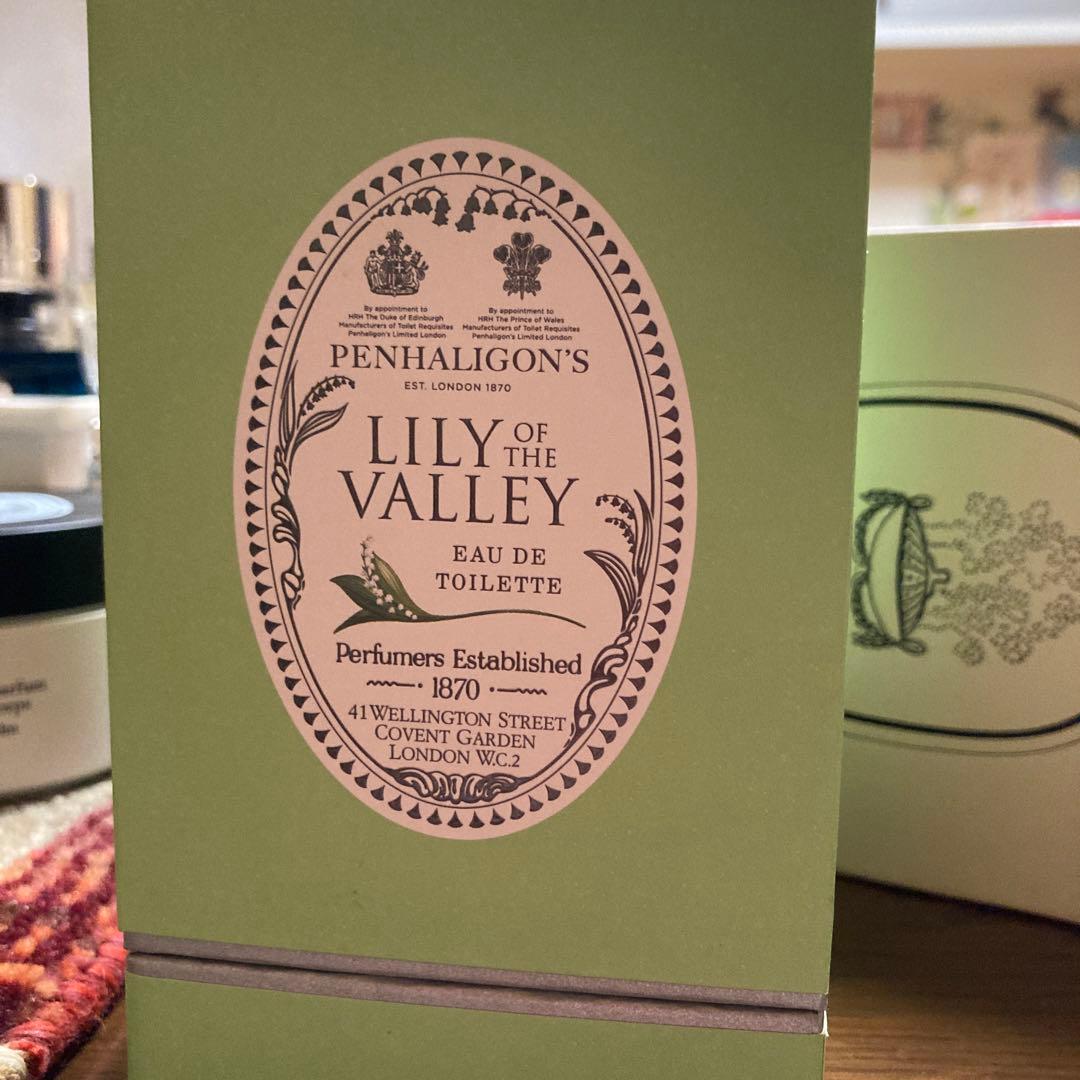 By appointment to
HRH The Duke of Edinburgh
Manufacturers of Toilet Requisites
Penhaligon's Limited London
By appointment to
HRH The Prince of Wales
Manufacturers of Toilet Requisites
Penhaligon's Limited London
PENHALIGON'S
EST. LONDON 1870
LILY OF THE
VALLEY
EAU DE
TOILETTE
Perfumers Established
1870
41 WELLINGTON STREET
COVENT GARDEN
LONDON W.C.2